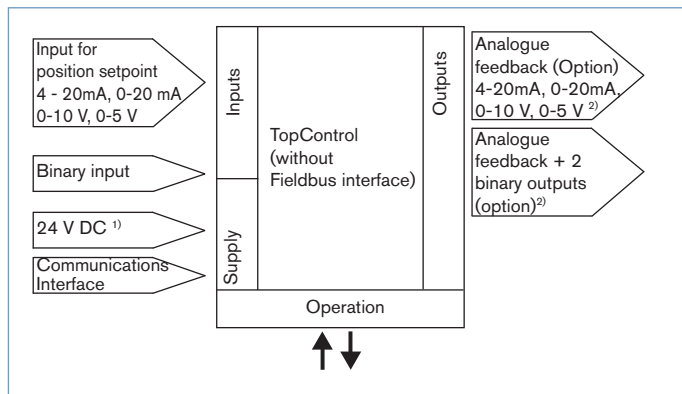 Input for
position setpoint
4 - 20mA, 0-20 mA
0-10 V, 0-5 V
Binary input
24 V DC 1)
Communications
Interface
Inputs
Supply
TopControl
(without
Fieldbus interface)
Outputs
Operation
Analogue
feedback (Option)
4-20mA, 0-20mA,
0-10 V, 0-5 V 2)
Analogue
feedback + 2
binary outputs
(option)2)